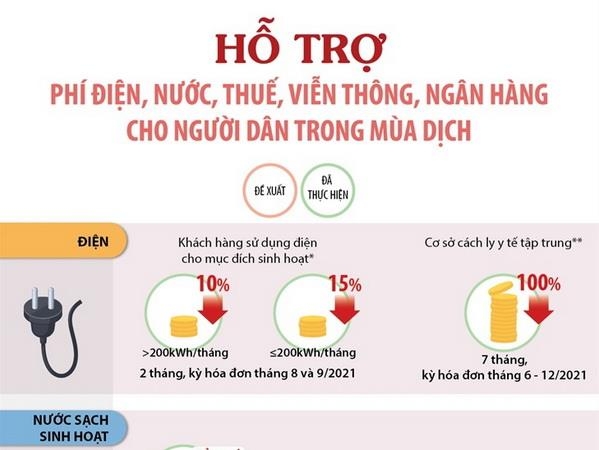 HỖ TRỢ
PHÍ ĐIỆN, NƯỚC, THUẾ, VIỄN THÔNG, NGÂN HÀNG
CHO NGƯỜI DÂN TRONG MÙA DỊCH
ĐỀ XUẤT
ĐÃ
THỰC HIỆN
ĐIỆN
Khách hàng sử dụng điện
cho mục đích sinh hoạt*
10%
>200kWh/tháng
15%
≤200kWh/tháng
2 tháng, kỳ hóa đơn tháng 8 và 9/2021
Cơ sở cách ly y tế tập trung**
100%
7 tháng,
kỳ hóa đơn tháng 6 - 12/2021
NƯỚC SẠCH
SINH HOẠT